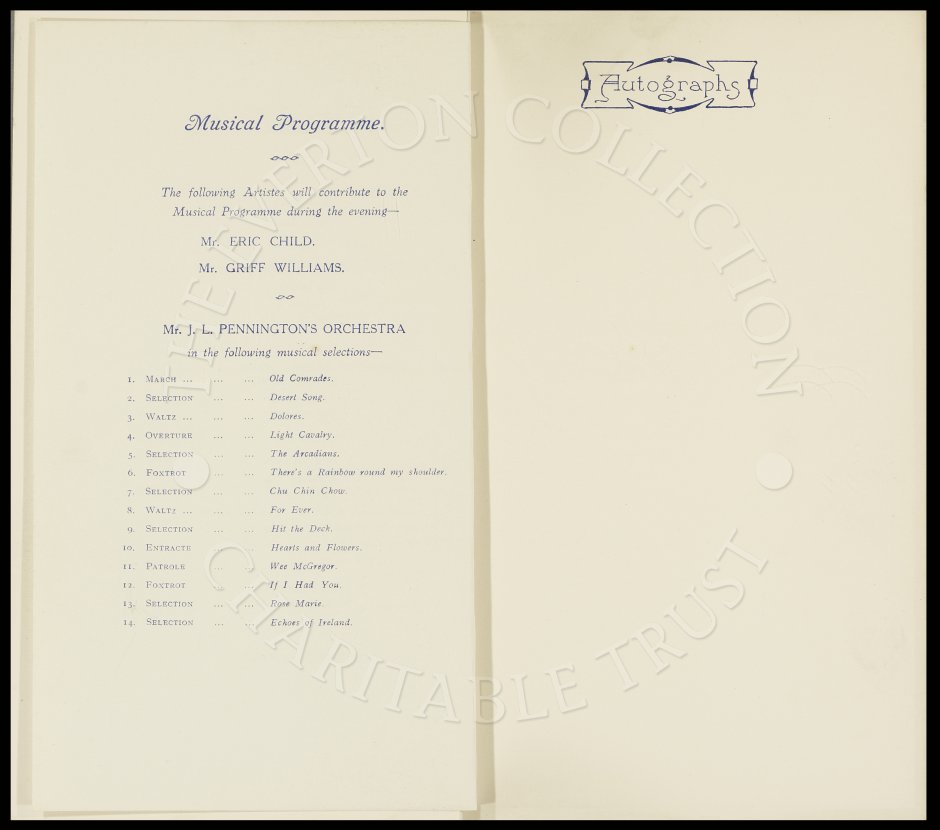 Musical Programme.
The following Artistes will contribute to the
Musical Programme during the evening—
Mr. ERIC CHILD.
Mr. GRIFF WILLIAMS.
Mr. J. L. PENNINGTON'S ORCHESTRA
in the following musical selections—
1. MARCH ... ... ... Old Comrades.
2. SELECTION ... ... Desert Song.
3. WALTZ ... ... ... Dolores.
4. OVERTURE ... ... Light Cavalry.
5. SELECTION ... ... The Arcadians.
6. FOXTROT ... ... There's a Rainbow round my shoulder.
7. SELECTION ... ... Chu Chin Chow.
8. WALTZ ... ... ... For Ever.
9. SELECTION ... ... Hit the Deck.
10. ENTRACTE ... ... Hearts and Flowers.
11. PATROLE ... ... Wee McGregor.
12. FOXTROT ... ... If I Had You.
13. SELECTION ... ... Rose Marie.
14. SELECTION ... ... Echoes of Ireland.
Autographs
THE EVERTON COLLECTION
CHARITABLE TRUST